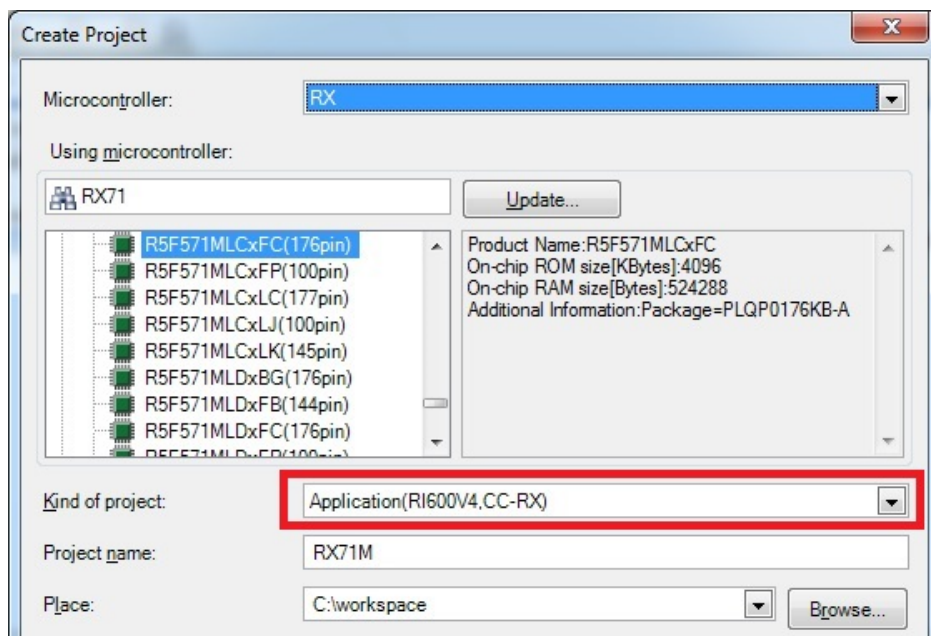 Create Project
Microcontroller:
RX
Using microcontroller:
RX71
Update...
R5F571MLCxFC(176pin)
R5F571MLCxFP(100pin)
R5F571MLCxLC(177pin)
R5F571MLCxLJ(100pin)
R5F571MLCxLK(145pin)
R5F571MLDxBG(176pin)
R5F571MLDxFB(144pin)
R5F571MLDxFC(176pin)
Product Name:R5F571MLCxFC
On-chip ROM size[KBytes]:4096
On-chip RAM size[Bytes]:524288
Additional Information:Package=PLQP0176KB-A
Kind of project:
Application(RI600V4,CC-RX)
Project name:
RX71M
Place:
C:\workspace
Browse...